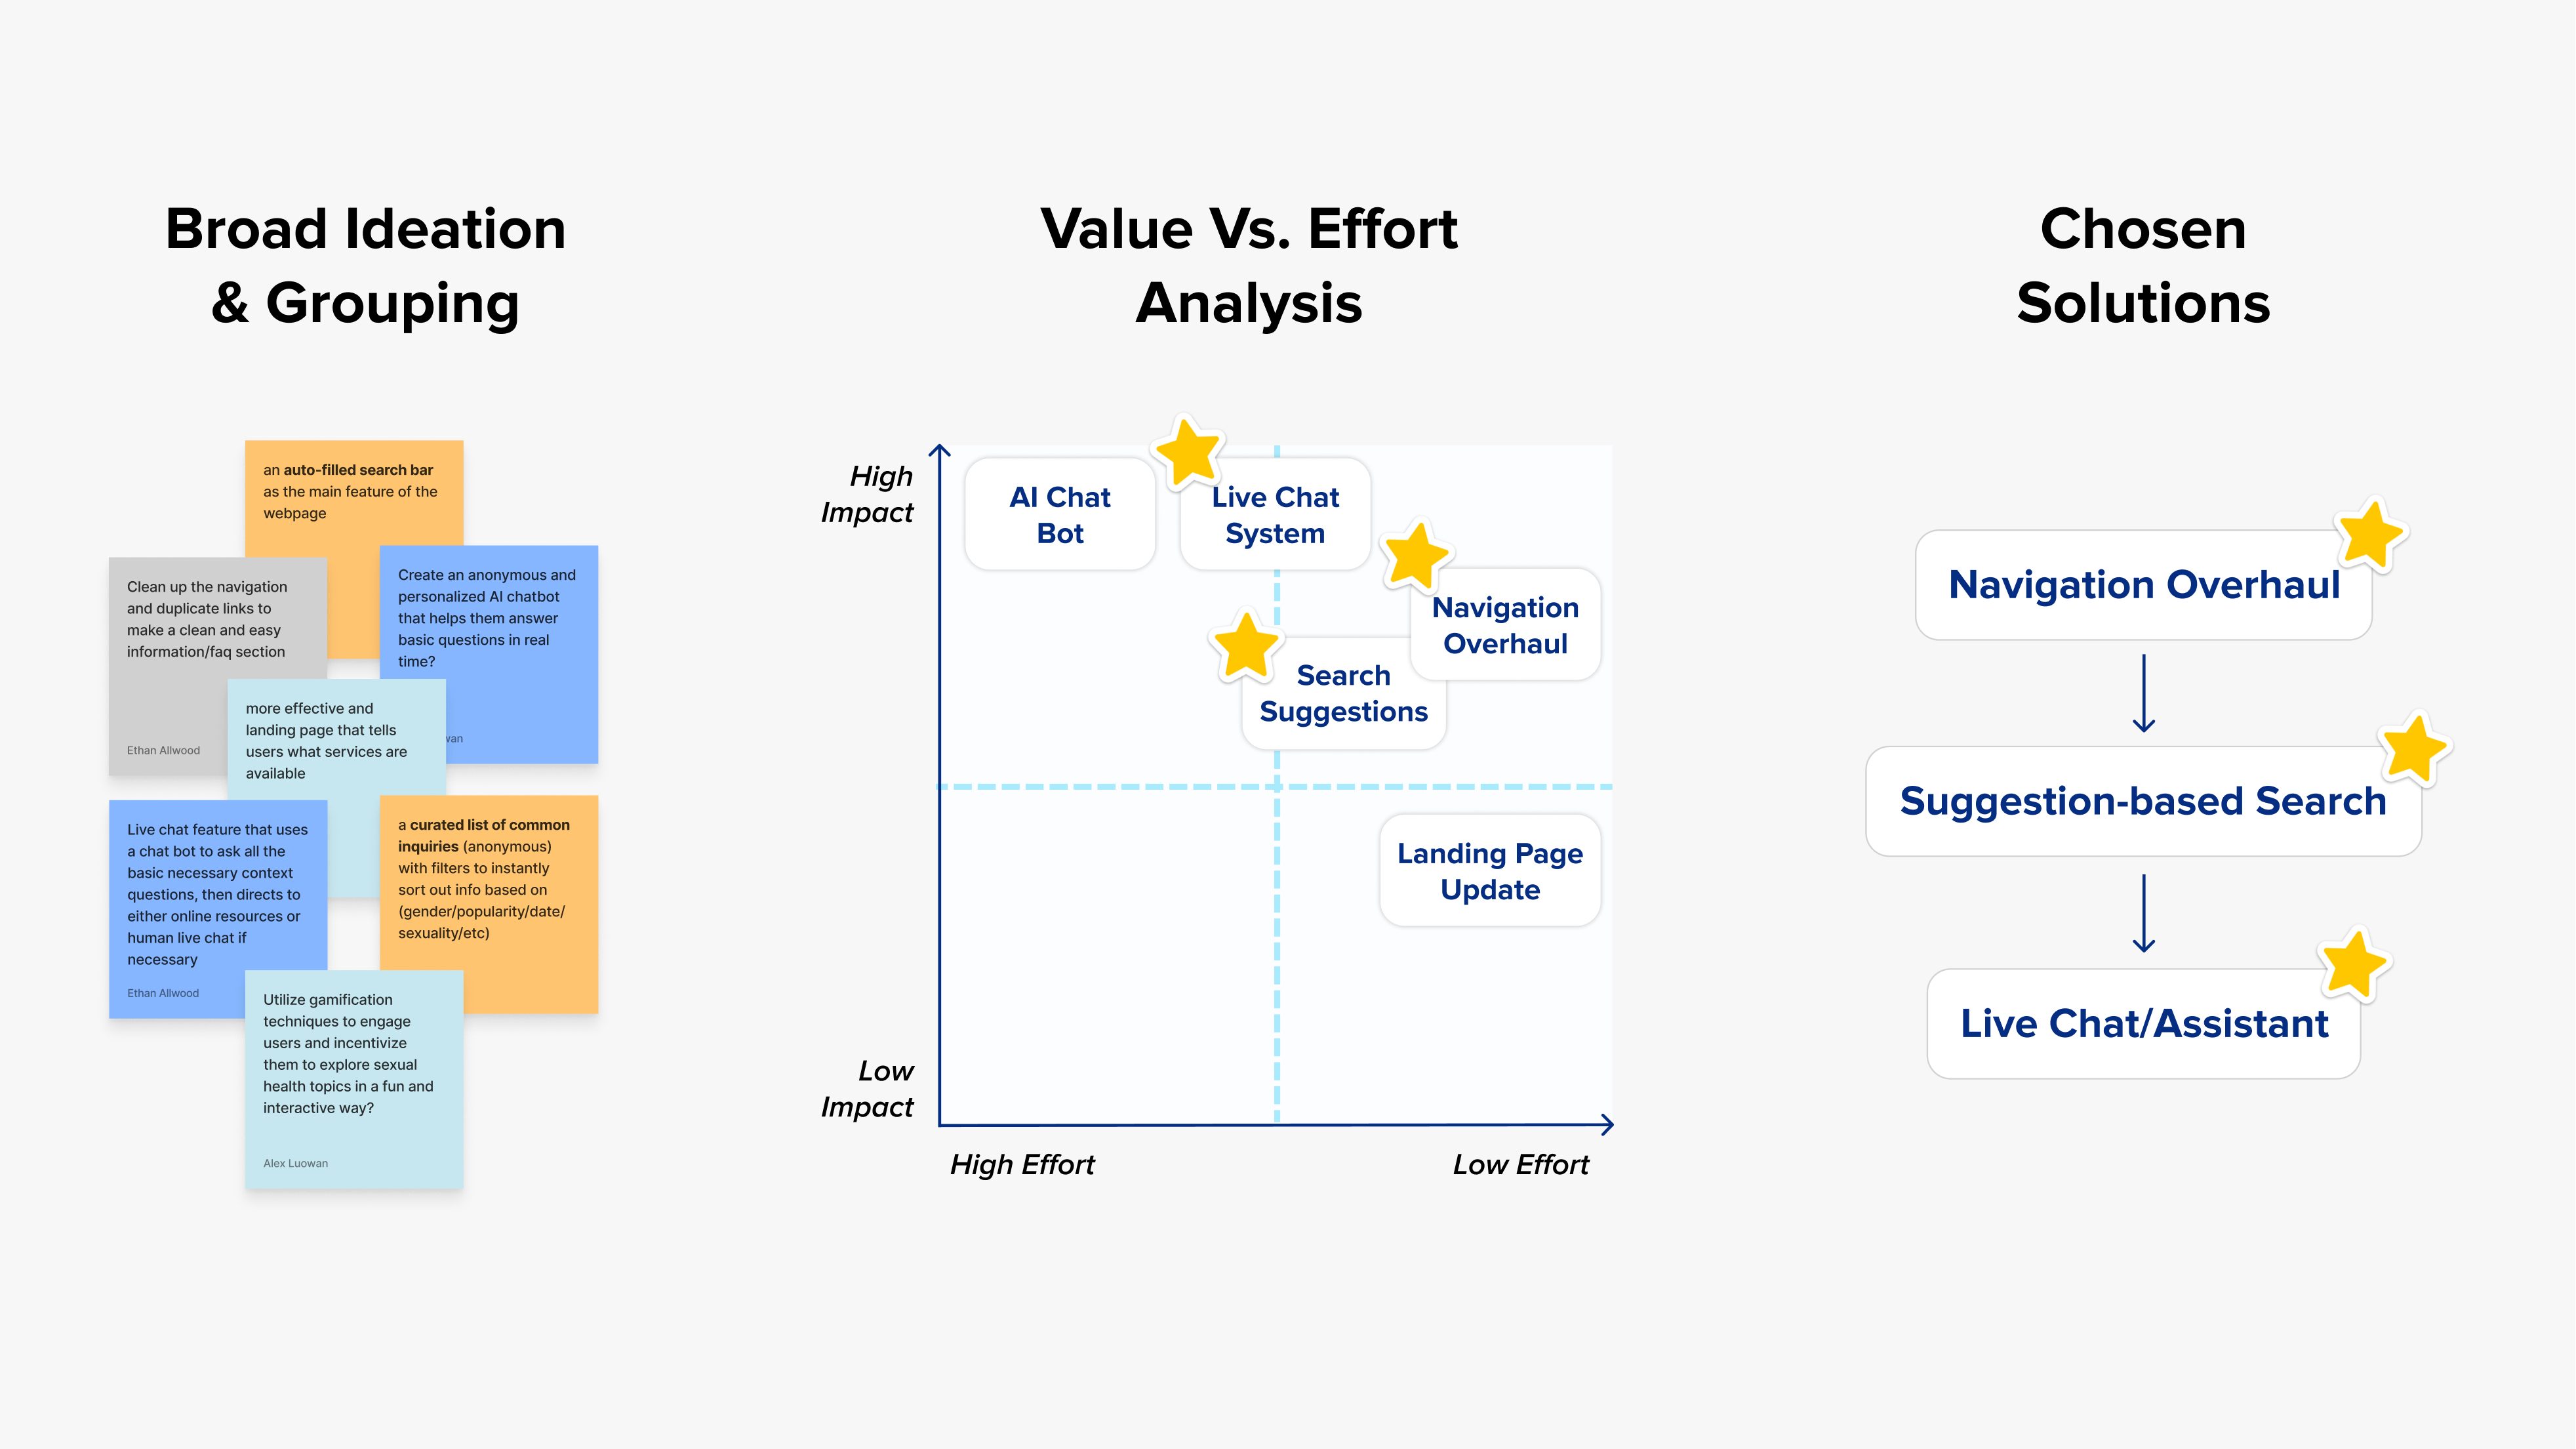 Broad Ideation
& Grouping
an auto-filled search bar
as the main feature of the
webpage
Clean up the navigation
and duplicate links to
make a clean and easy
information/faq section
Ethan Allwood
Create an anonymous and
personalized AI chatbot
that helps them answer
basic questions in real
time?
more effective and
landing page that tells
users what services are
available
Live chat feature that uses
a chat bot to ask all the
basic necessary context
questions, then directs to
either online resources or
human live chat if
necessary
Ethan Allwood
a curated list of common
inquiries (anonymous)
with filters to instantly
sort out info based on
(gender/popularity/date/
sexuality/etc)
Utilize gamification
techniques to engage
users and incentivize
them to explore sexual
health topics in a fun and
interactive way?
Alex Luowan
Value Vs. Effort
Analysis
High
Impact
AI Chat
Bot
Live Chat
System
Navigation
Overhaul
Search
Suggestions
Landing Page
Update
Low
Impact
High Effort
Low Effort
Chosen
Solutions
Navigation Overhaul
Suggestion-based Search
Live Chat/Assistant